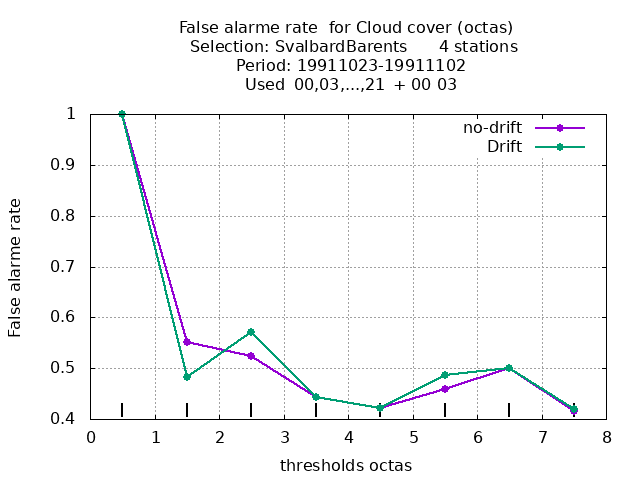 False alarme rate for Cloud cover (octas)
Selection: SvalbardBarents 4 stations
Period: 19911023-19911102
Used 00,03,...,21 + 00 03
no-drift
Drift
1
0.9
0.8
0.7
0.6
0.5
0.4
False alarme rate
0 1 2 3 4 5 6 7 8
thresholds octas